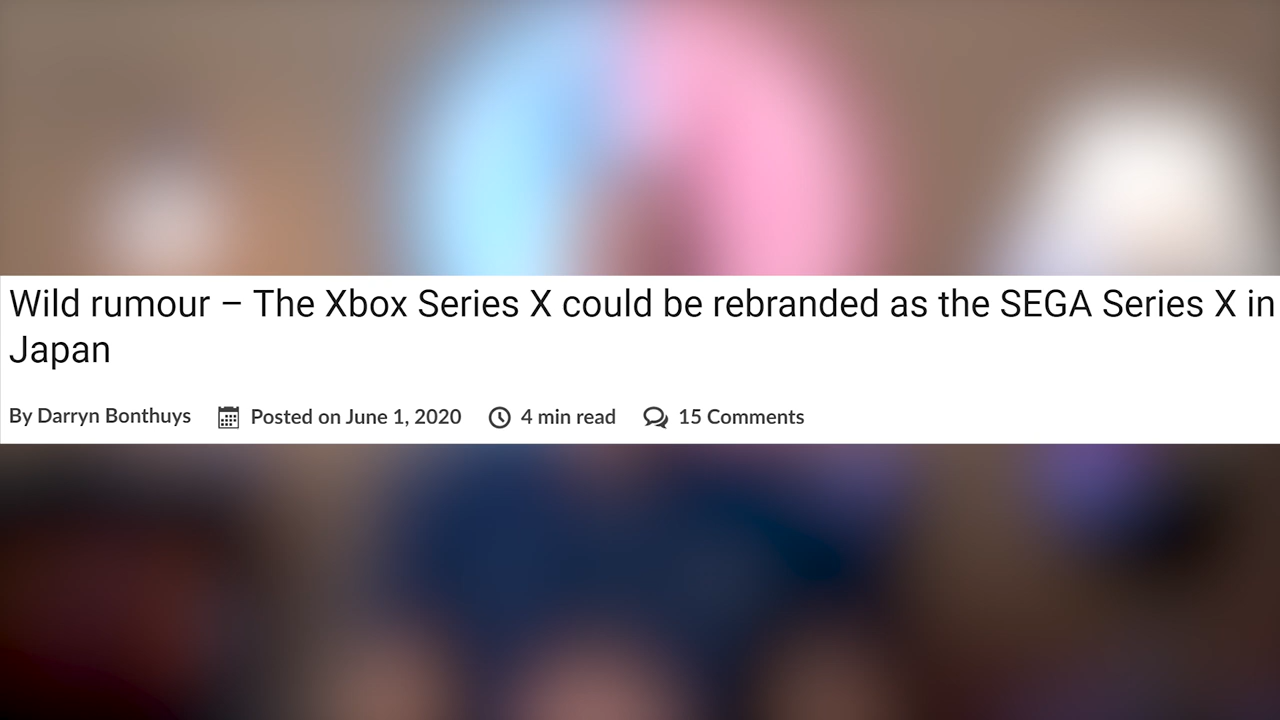 Wild rumour – The Xbox Series X could be rebranded as the SEGA Series X in
Japan
By Darryn Bonthuys Posted on June 1, 2020 4 min read 15 Comments